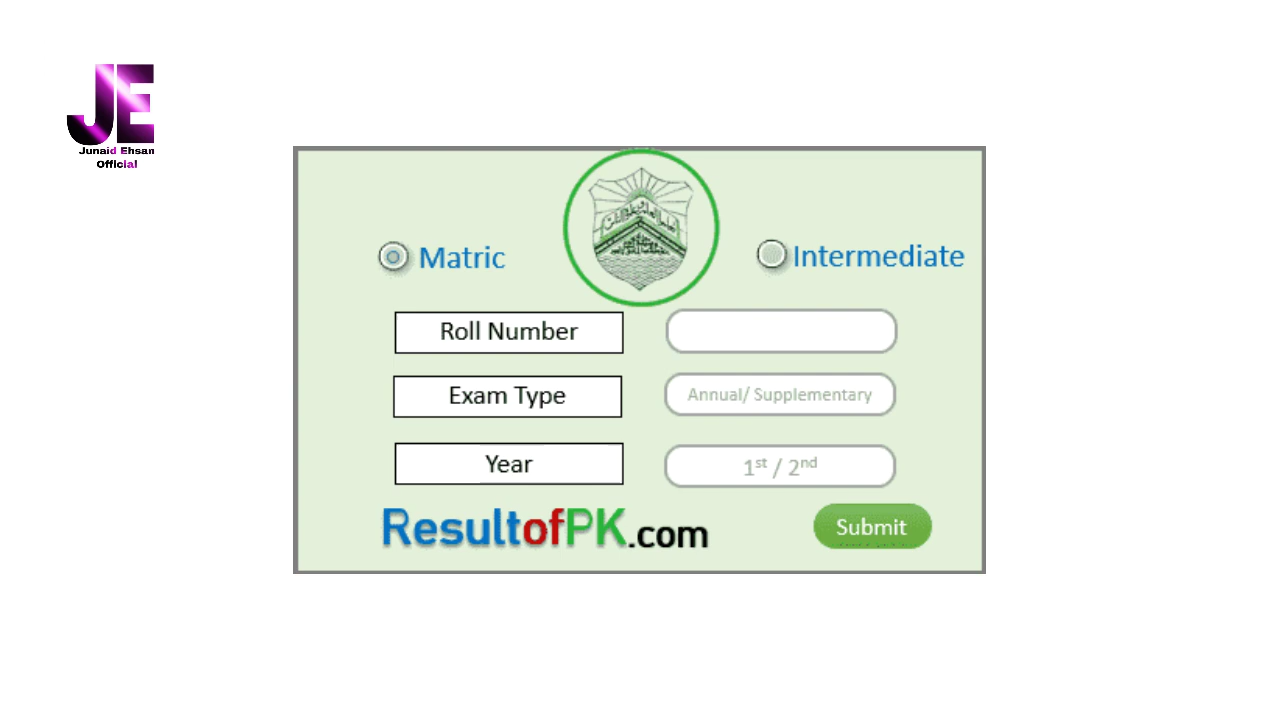 JE
Junaid Ehsan
Official
Matric
Intermediate
Roll Number
Exam Type
Annual/ Supplementary
Year
1st / 2nd
ResultofPK.com
Submit